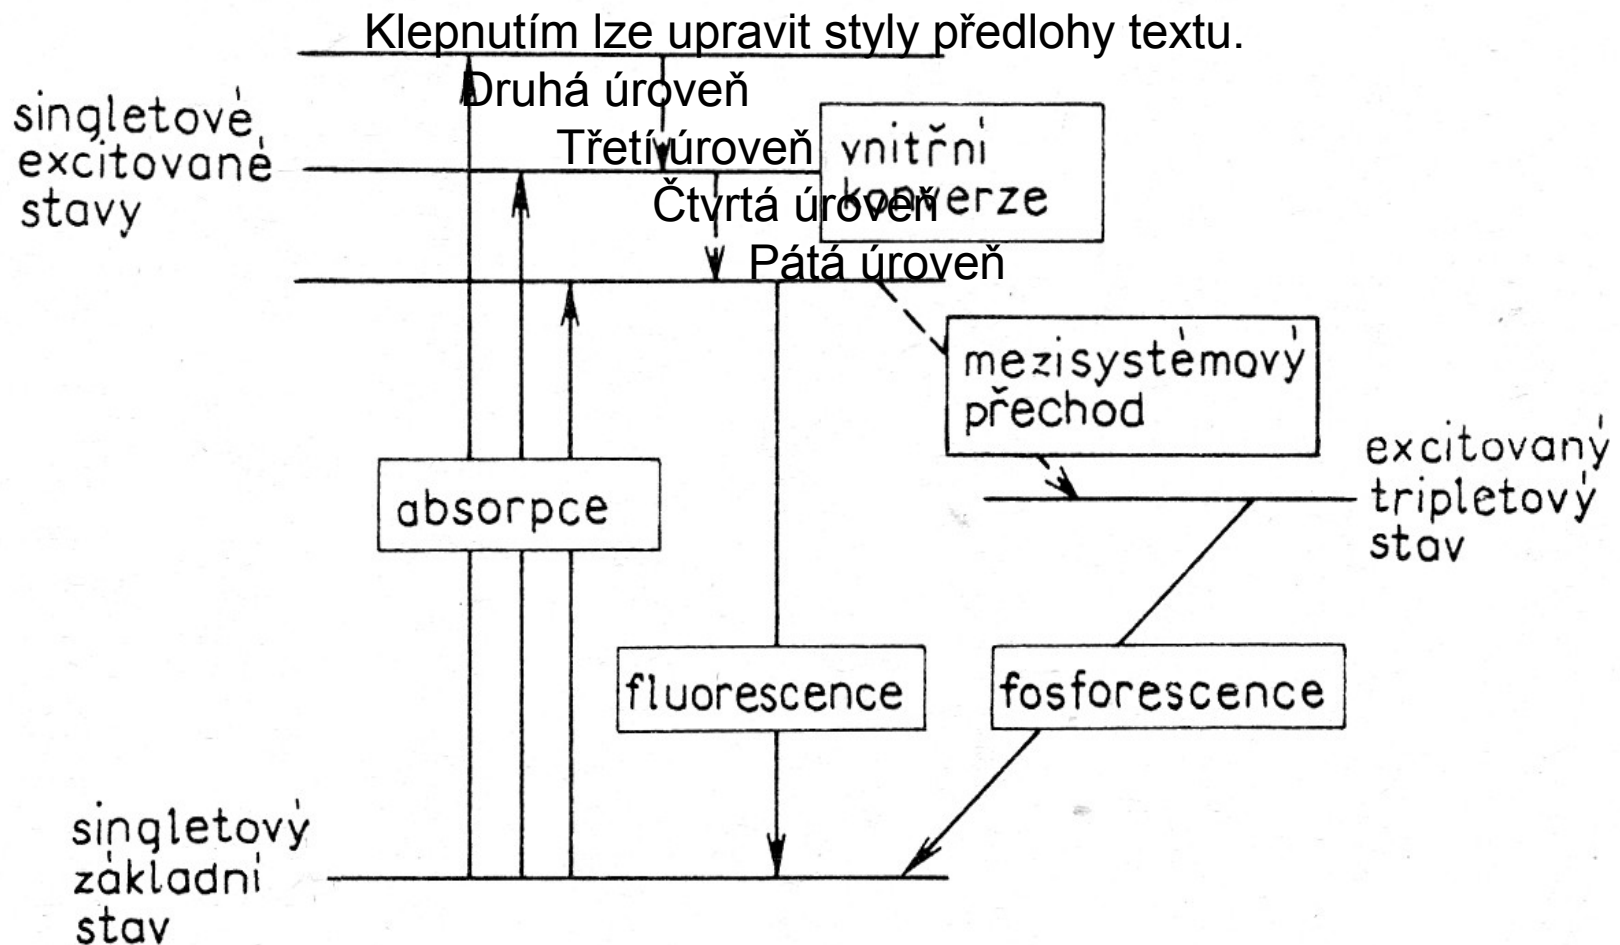 Klepnutím lze upravit styly předlohy textu.
Druhá úroveň
Třetí úroveň
Čtvrtá úroveň
Pátá úroveň
singletové
excitované
stavy
vnitřní
konverze
mezisystémový
přechod
excitovaný
tripletový
stav
absorpce
fluorescence
fosforescence
singletový
základní
stav